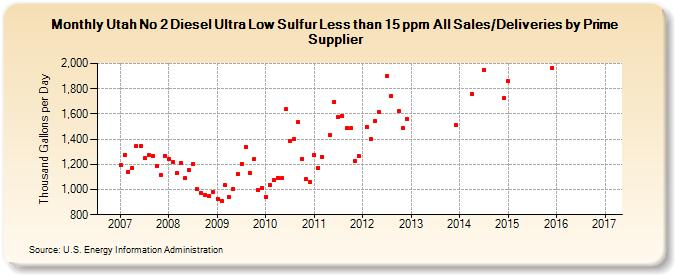 Monthly Utah No 2 Diesel Ultra Low Sulfur Less than 15 ppm All Sales/Deliveries by Prime
Supplier
Thousand Gallons per Day
2,000
1,800
1,600
1,400
1,200
1,000
800
2007 2008 2009 2010 2011 2012 2013 2014 2015 2016 2017
Source: U.S. Energy Information Administration